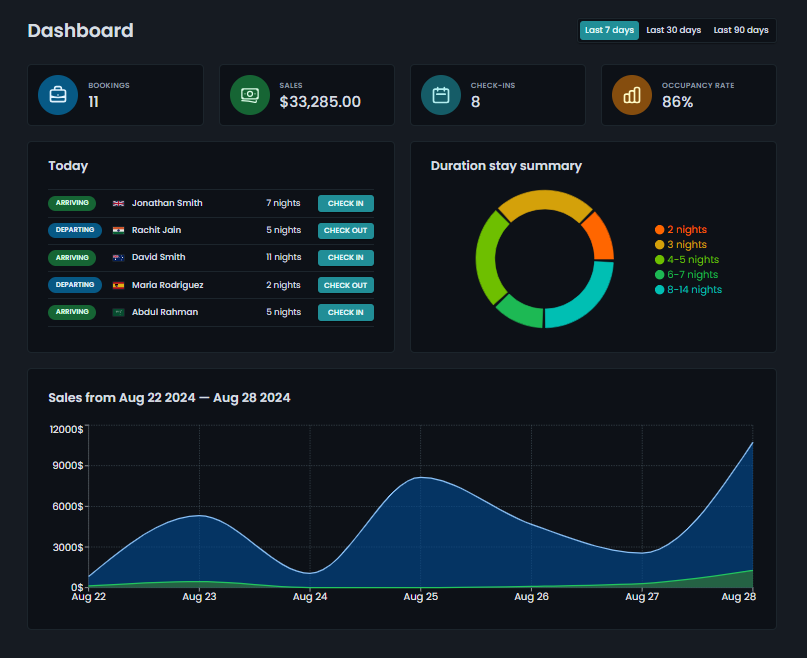 Dashboard
Last 7 days Last 30 days Last 90 days
BOOKINGS
11
SALES
$33,285.00
CHECK-INS
8
OCCUPANCY RATE
86%
Today
ARRIVING Jonathan Smith 7 nights CHECK IN
DEPARTING Rachit Jain 5 nights CHECK OUT
ARRIVING David Smith 11 nights CHECK IN
DEPARTING Maria Rodriguez 2 nights CHECK OUT
ARRIVING Abdul Rahman 5 nights CHECK IN
Duration stay summary
2 nights
3 nights
4-5 nights
6-7 nights
8-14 nights
Sales from Aug 22 2024 — Aug 28 2024
12000$
9000$
6000$
3000$
0$
Aug 22 Aug 23 Aug 24 Aug 25 Aug 26 Aug 27 Aug 28